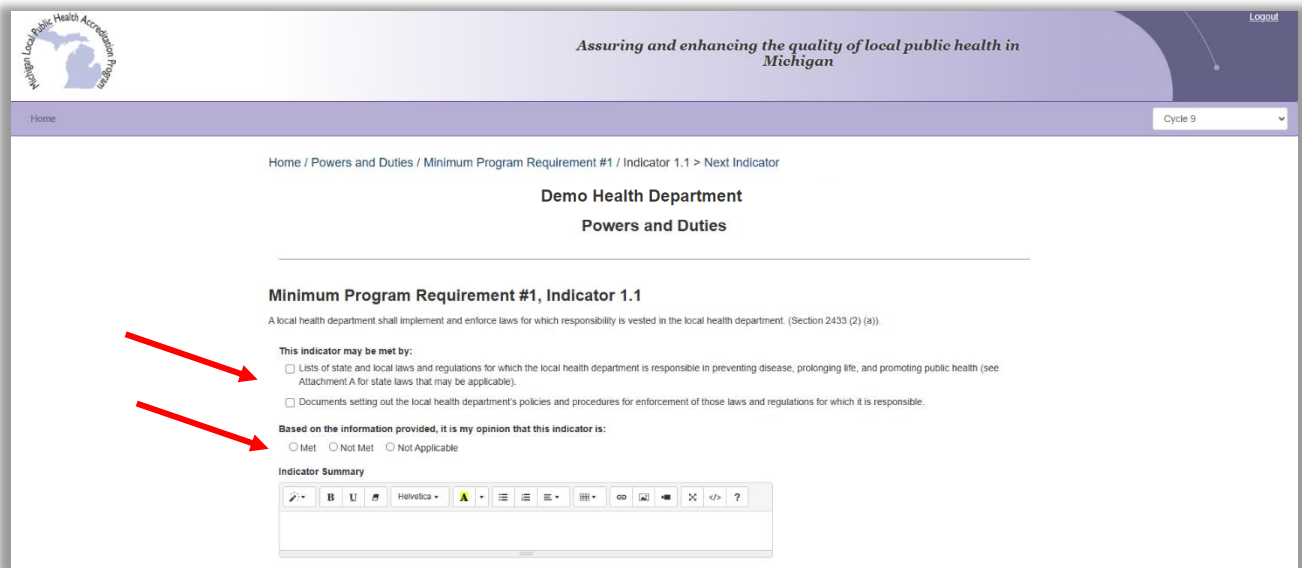 Michigan Local Public Health Accreditation Program
Logout
Assuring and enhancing the quality of local public health in
Michigan
Home
Cycle 9
Home / Powers and Duties / Minimum Program Requirement #1 / Indicator 1.1 > Next Indicator
Demo Health Department
Powers and Duties
Minimum Program Requirement #1, Indicator 1.1
A local health department shall implement and enforce laws for which responsibility is vested in the local health department. (Section 2433 (2) (a)).
This indicator may be met by:
Lists of state and local laws and regulations for which the local health department is responsible in preventing disease, prolonging life, and promoting public health (see
Attachment A for state laws that may be applicable).
Documents setting out the local health department's policies and procedures for enforcement of those laws and regulations for which it is responsible.
Based on the information provided, it is my opinion that this indicator is:
Met Not Met Not Applicable
Indicator Summary
B U Helvetica A </> ?